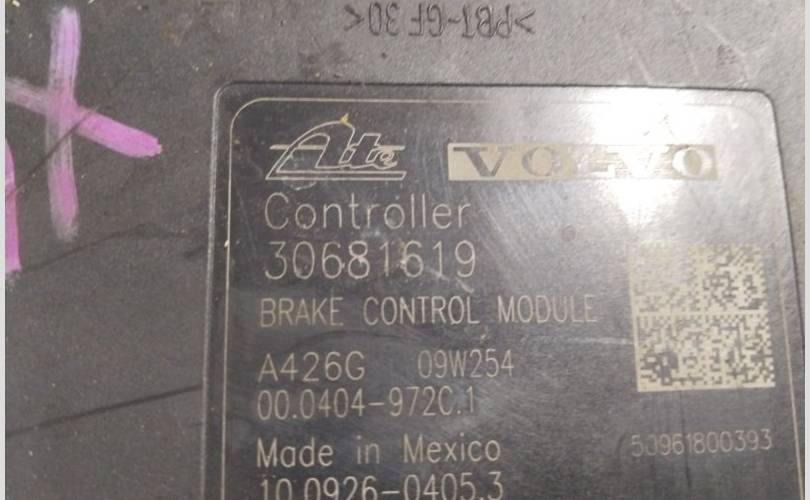 >PBT-GF30<
Ate VOLVO
Controller
30681619
BRAKE CONTROL MODULE
A426G 09W254
00.0404-972C.1
Made in Mexico 50961800393
10.0926-0405.3